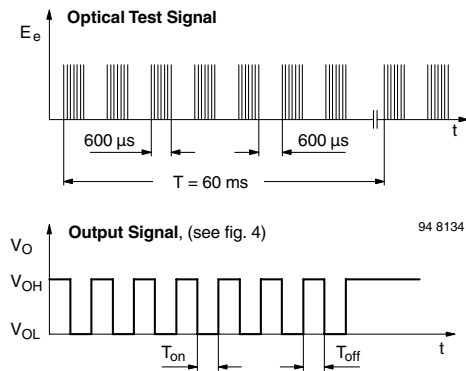 Optical Test Signal
Ee
t
600 µs
600 µs
T = 60 ms
Output Signal, (see fig. 4)
94 8134
VO
VOH
VOL
t
Ton
Toff